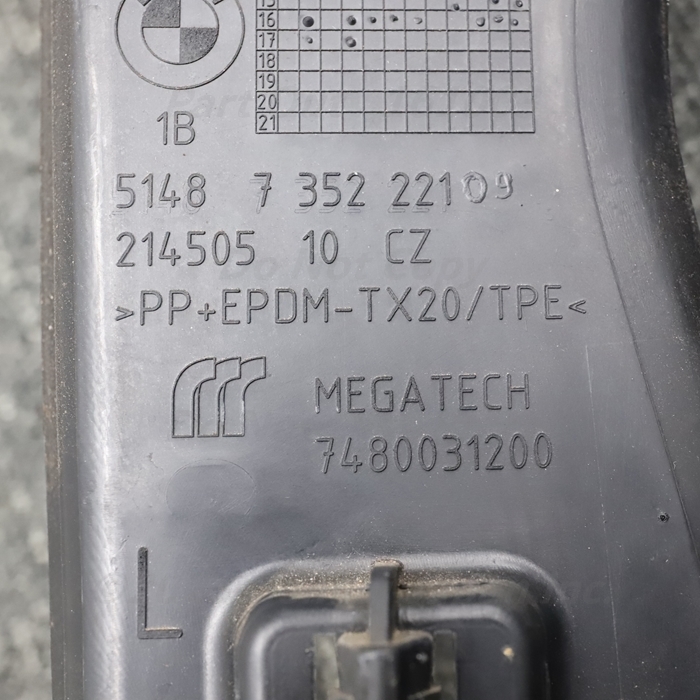 15
16
17
18
19
20
21
1B
5148 7 352 22109
214505 10 CZ
>PP+EPDM-TX20/TPE<
MEGATECH
7480031200
L